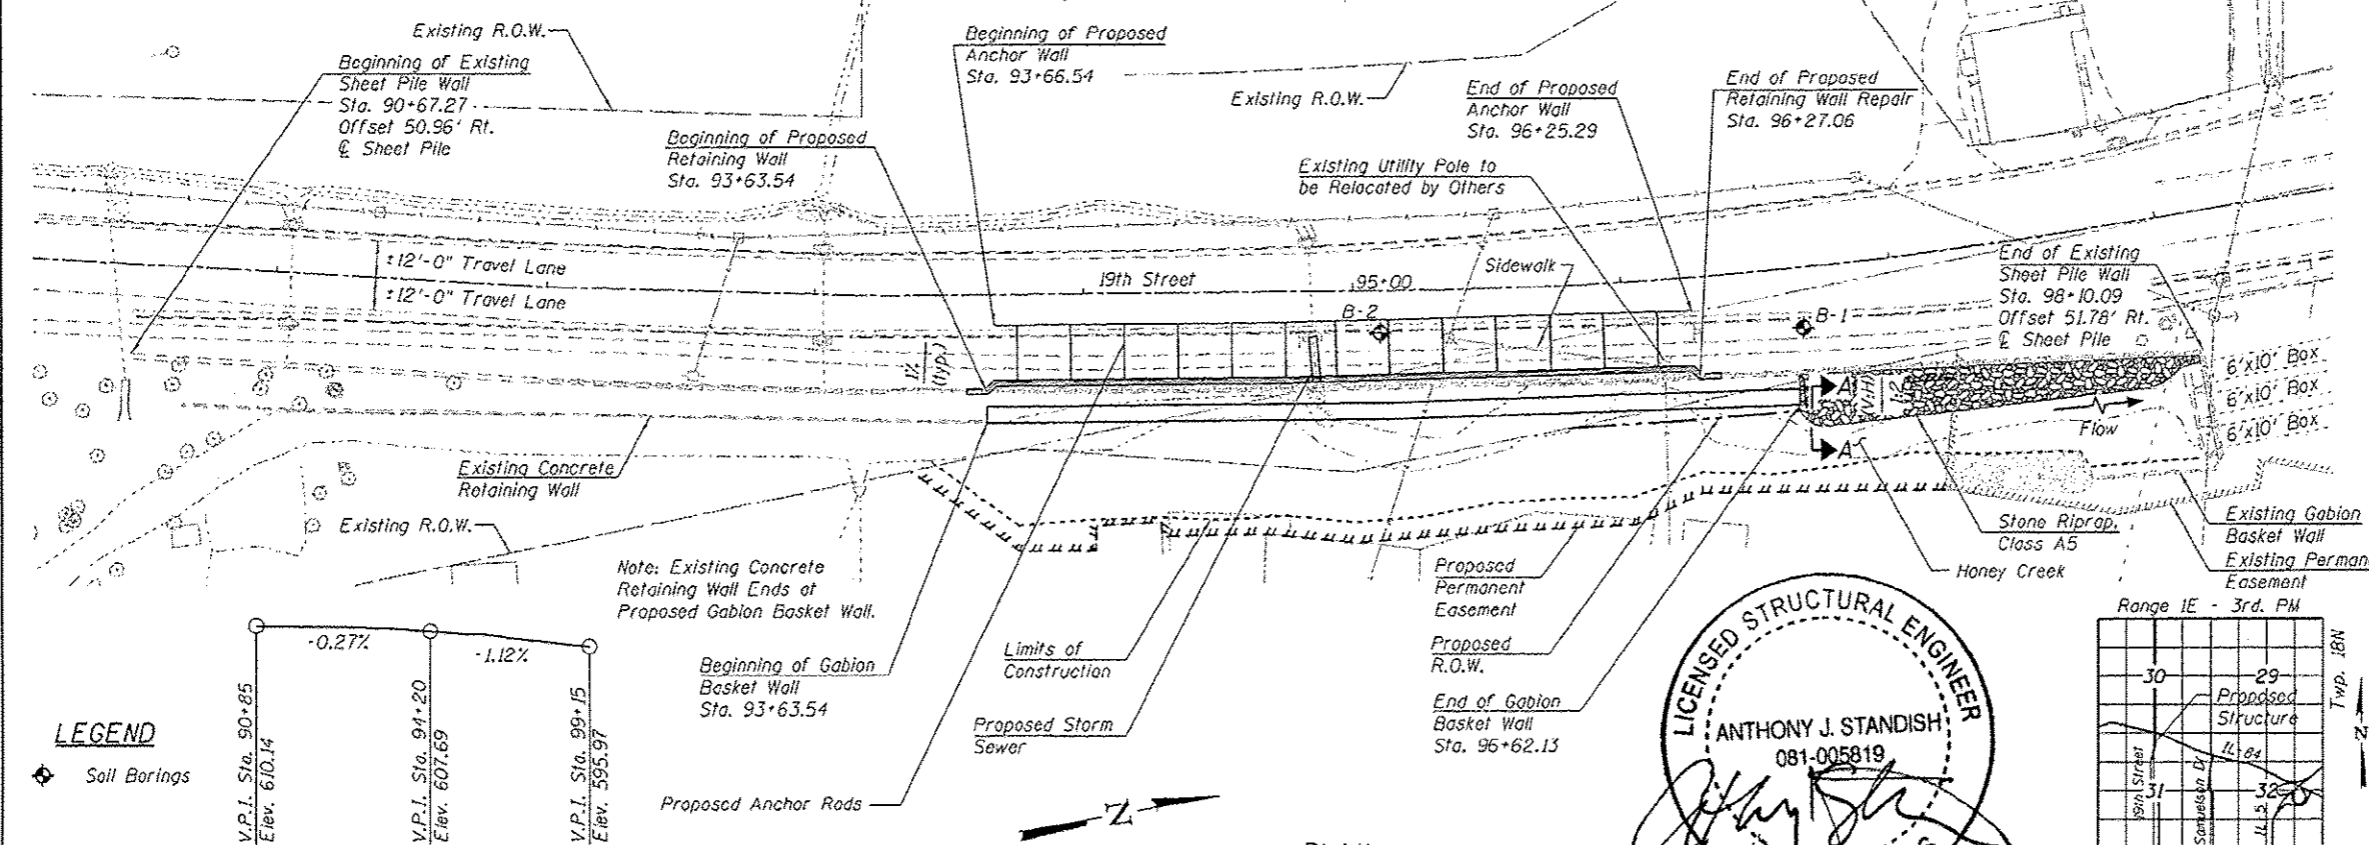 Existing R.O.W.
Beginning of Existing
Sheet Pile Wall
Sta. 90+67.27
Offset 50.96' Rt.
℄ Sheet Pile
Beginning of Proposed
Retaining Wall
Sta. 93+63.54
Beginning of Proposed
Anchor Wall
Sta. 93+66.54
Existing R.O.W.
End of Proposed
Anchor Wall
Sta. 96+25.29
Existing Utility Pole to
be Relocated by Others
End of Proposed
Retaining Wall Repair
Sta. 96+27.06
±12'-0" Travel Lane
±12'-0" Travel Lane
19th Street
95+00
Sidewalk
B-2
B-1
End of Existing
Sheet Pile Wall
Sta. 98+10.09
Offset 51.78' Rt.
℄ Sheet Pile
(typ.)
A
A
(V:H)
1:2
Flow
6'x10' Box
6'x10' Box
6'x10' Box
Existing Concrete
Retaining Wall
Existing R.O.W.
Note: Existing Concrete
Retaining Wall Ends at
Proposed Gabion Basket Wall.
Beginning of Gabion
Basket Wall
Sta. 93+63.54
Proposed Anchor Rods
Limits of
Construction
Proposed Storm
Sewer
Proposed
Permanent
Easement
Proposed
R.O.W.
End of Gabion
Basket Wall
Sta. 96+62.13
Stone Riprap,
Class A5
Honey Creek
Existing Gabion
Basket Wall
Existing Perman
Easement
-0.27%
-1.12%
V.P.I. Sta. 90+85
Elev. 610.14
V.P.I. Sta. 94+20
Elev. 607.69
V.P.I. Sta. 99+15
Elev. 595.97
LEGEND
Soil Borings
N
LICENSED STRUCTURAL ENGINEER
ANTHONY J. STANDISH
081-005819
Range 1E - 3rd. PM
Twp. 18N
30
29
Proposed
Structure
31
32
19th Street
Samuelson Dr
N